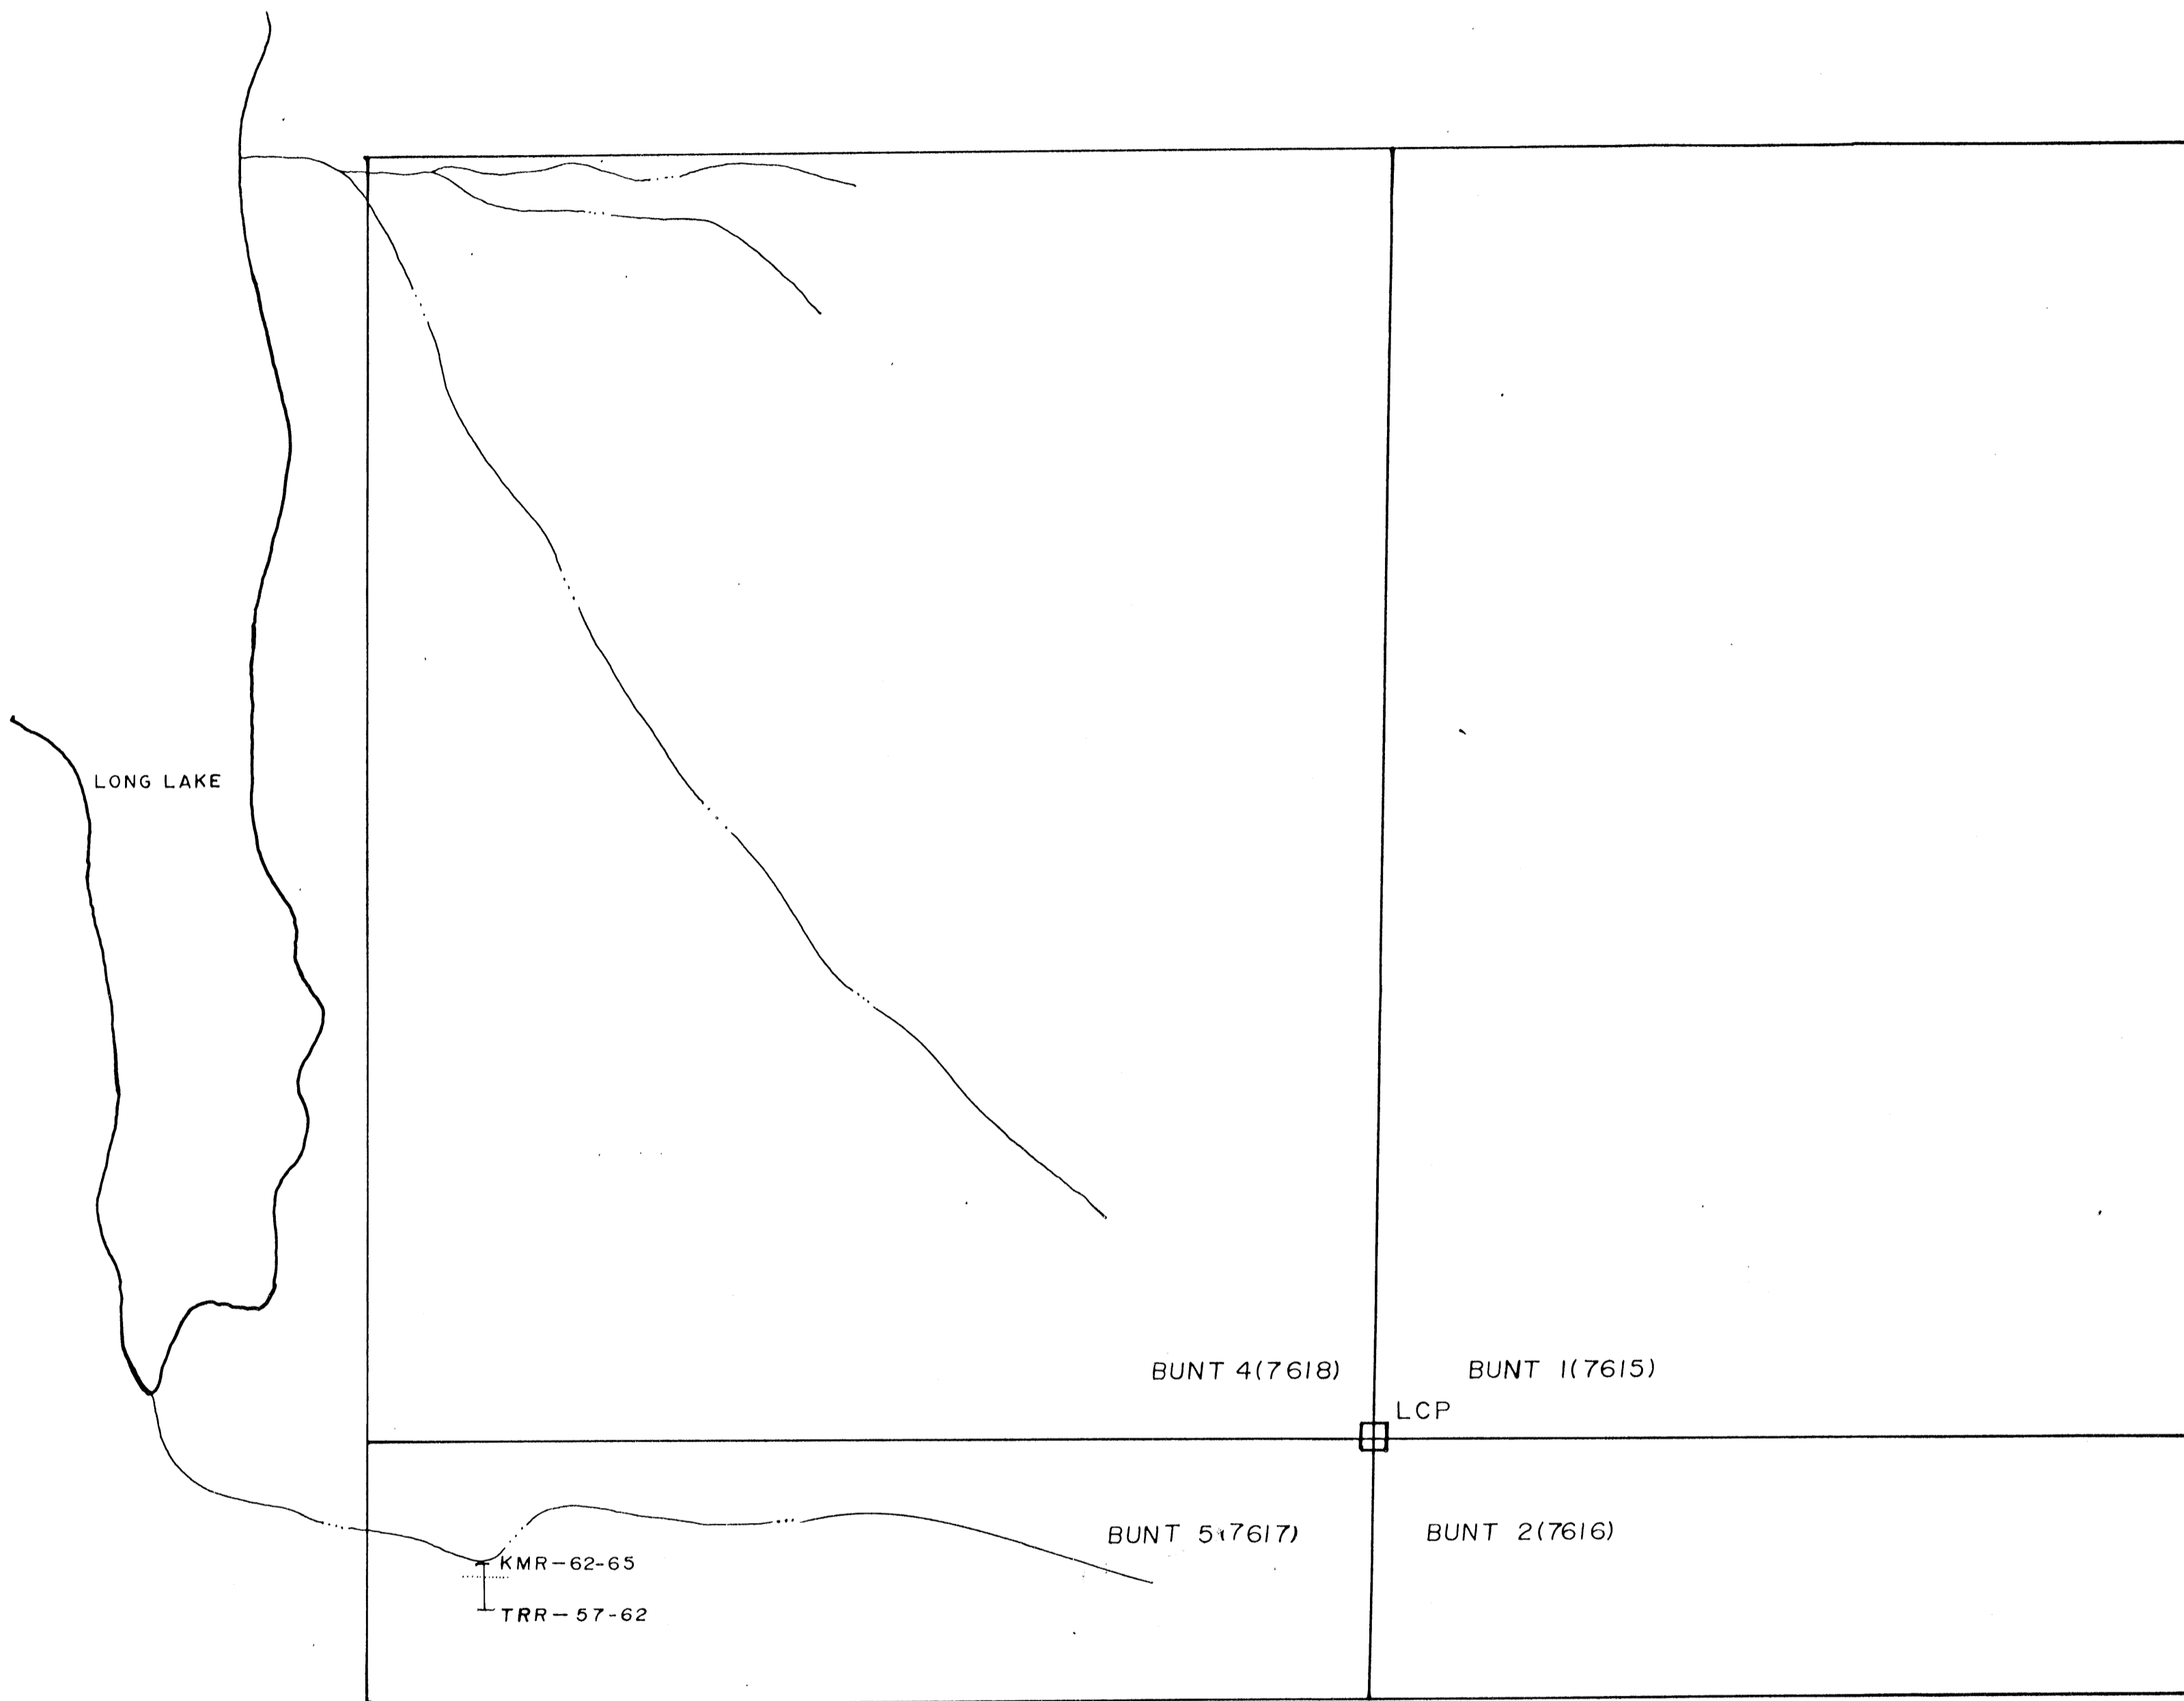 LONG LAKE
BUNT 4(7618)
BUNT 1(7615)
LCP
BUNT 5(7617)
BUNT 2(7616)
KMR-62-65
TRR-57-62